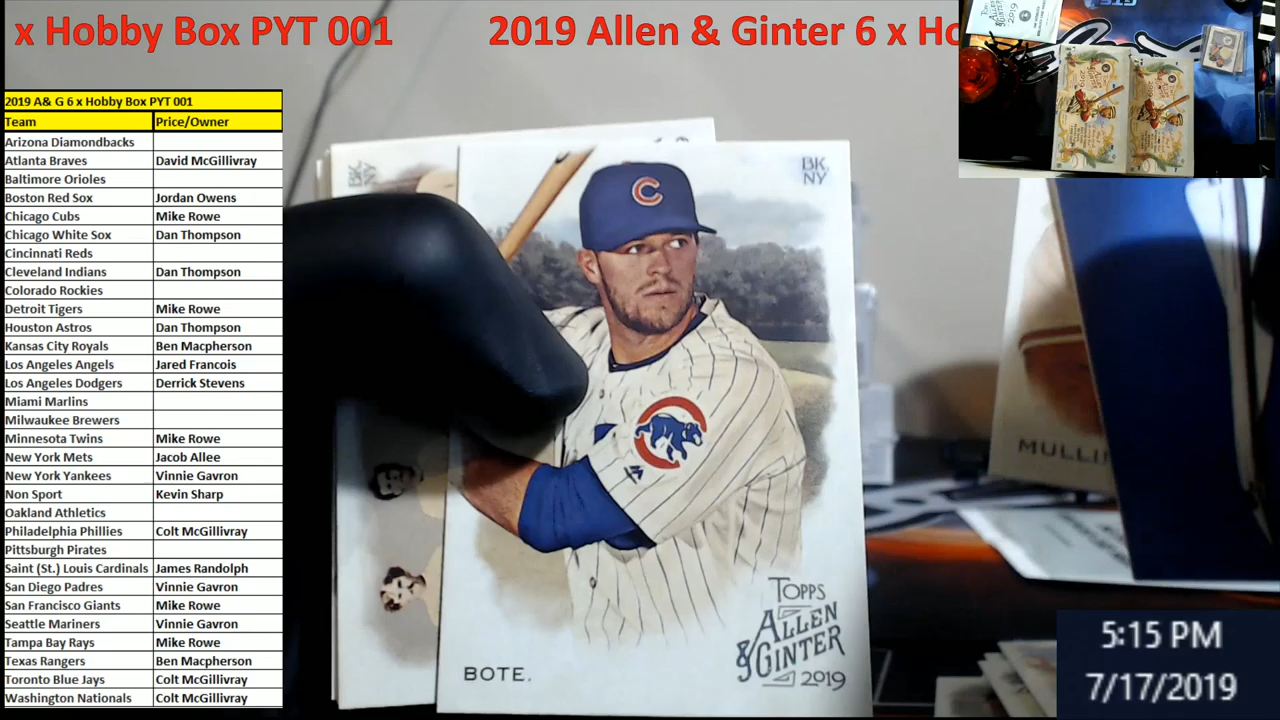 x Hobby Box PYT 001 2019 Allen & Ginter 6 x Ho
2019 A& G 6 x Hobby Box PYT 001
Team Price/Owner
Arizona Diamondbacks
Atlanta Braves David McGillivray
Baltimore Orioles
Boston Red Sox Jordan Owens
Chicago Cubs Mike Rowe
Chicago White Sox Dan Thompson
Cincinnati Reds
Cleveland Indians Dan Thompson
Colorado Rockies
Detroit Tigers Mike Rowe
Houston Astros Dan Thompson
Kansas City Royals Ben Macpherson
Los Angeles Angels Jared Francois
Los Angeles Dodgers Derrick Stevens
Miami Marlins
Milwaukee Brewers
Minnesota Twins Mike Rowe
New York Mets Jacob Allee
New York Yankees Vinnie Gavron
Non Sport Kevin Sharp
Oakland Athletics
Philadelphia Phillies Colt McGillivray
Pittsburgh Pirates
Saint (St.) Louis Cardinals James Randolph
San Diego Padres Vinnie Gavron
San Francisco Giants Mike Rowe
Seattle Mariners Vinnie Gavron
Tampa Bay Rays Mike Rowe
Texas Rangers Ben Macpherson
Toronto Blue Jays Colt McGillivray
Washington Nationals Colt McGillivray
BK
NY
BK
NY
C
TOPPS
ALLEN
& GINTER
2019
BOTE.
MULLI
TOPPS
ALLEN
& GINTER
2019
5:15 PM
7/17/2019